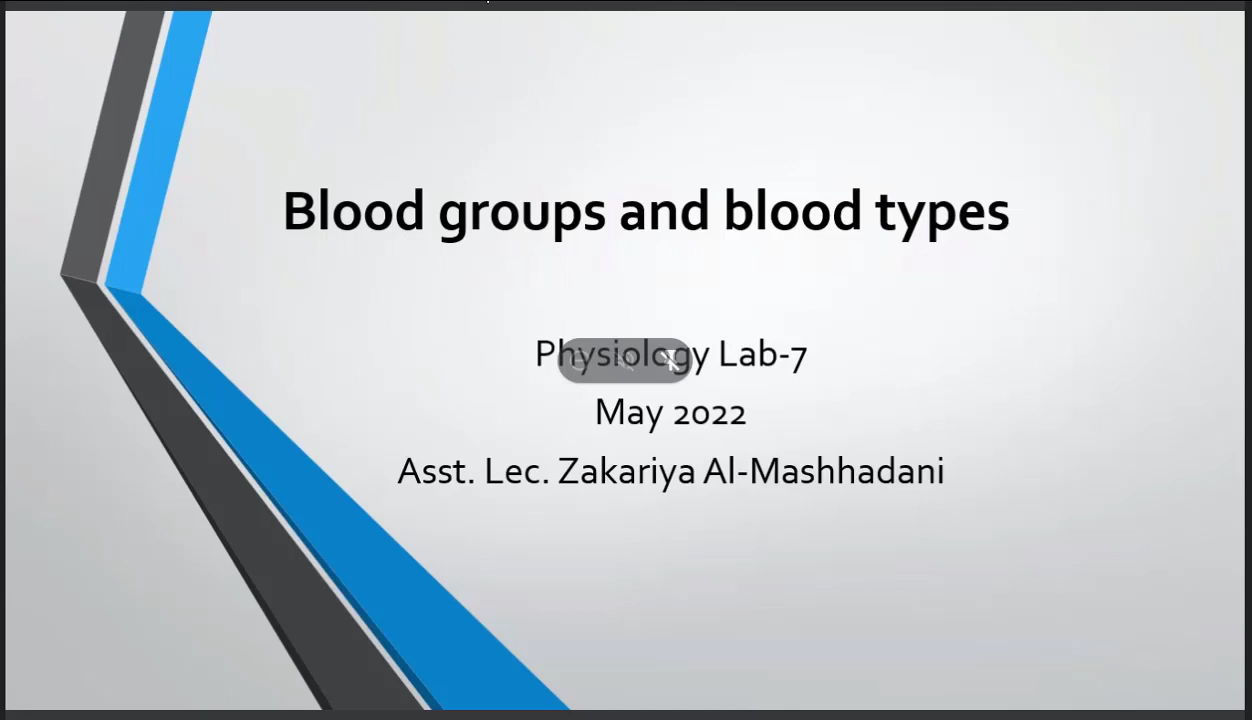 Blood groups and blood types
Physiology Lab-7
May 2022
Asst. Lec. Zakariya Al-Mashhadani